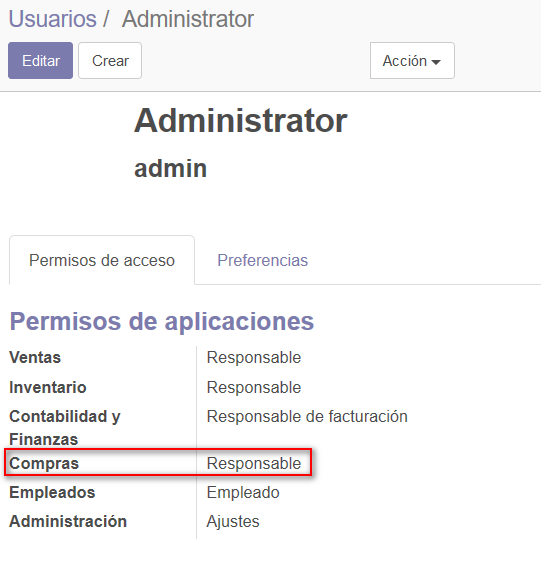 Usuarios / Administrator
Editar Crear Acción
Administrator
admin
Permisos de acceso Preferencias
Permisos de aplicaciones
Ventas Responsable
Inventario Responsable
Contabilidad y Responsable de facturación
Finanzas
Compras Responsable
Empleados Empleado
Administración Ajustes